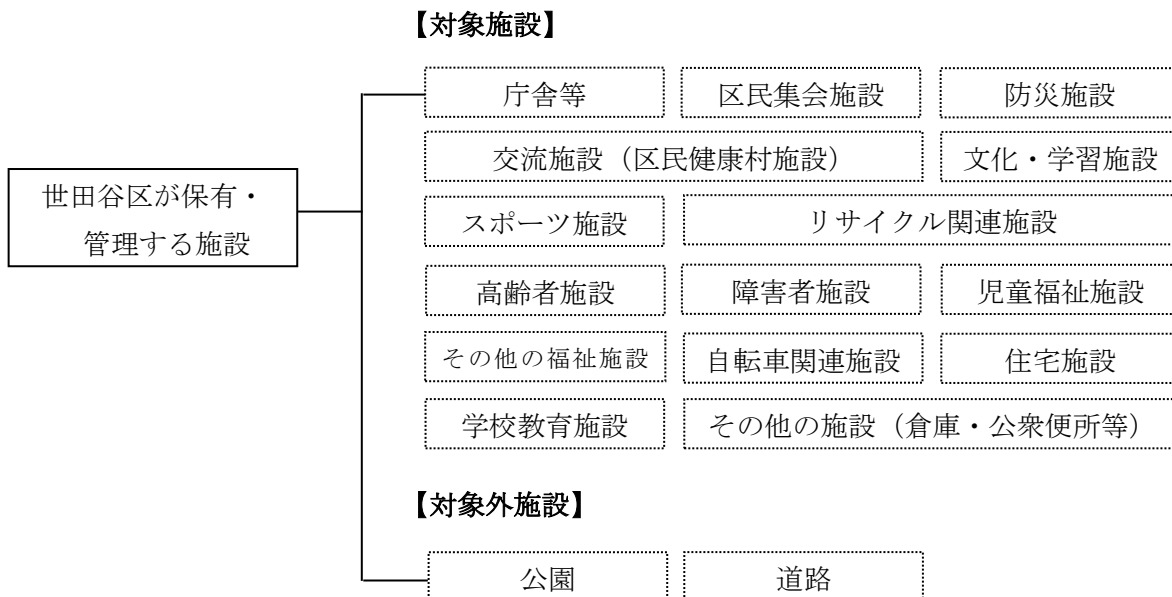 【対象施設】
庁舎等
区民集会施設
防災施設
交流施設（区民健康村施設）
文化・学習施設
世田谷区が保有・
管理する施設
スポーツ施設
リサイクル関連施設
高齢者施設
障害者施設
児童福祉施設
その他の福祉施設
自転車関連施設
住宅施設
学校教育施設
その他の施設（倉庫・公衆便所等）
【対象外施設】
公園
道路